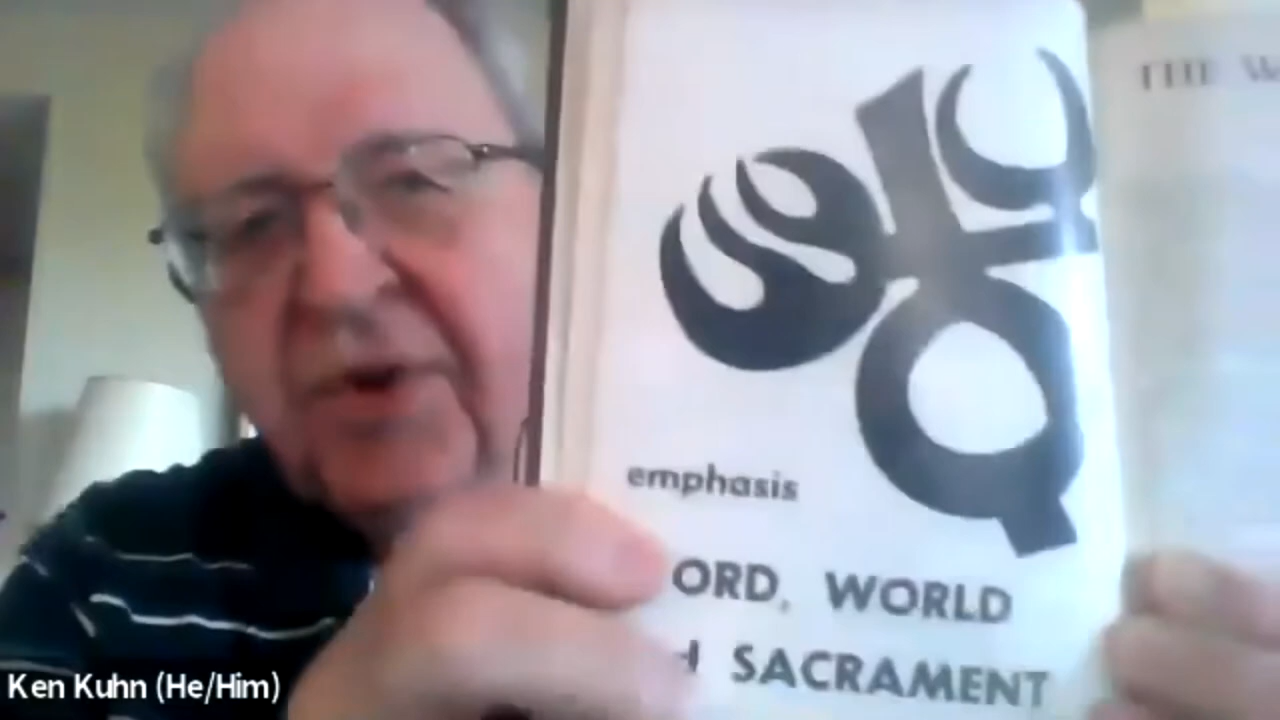 THE W
emphasis
ORD, WORLD
SACRAMENT
Ken Kuhn (He/Him)